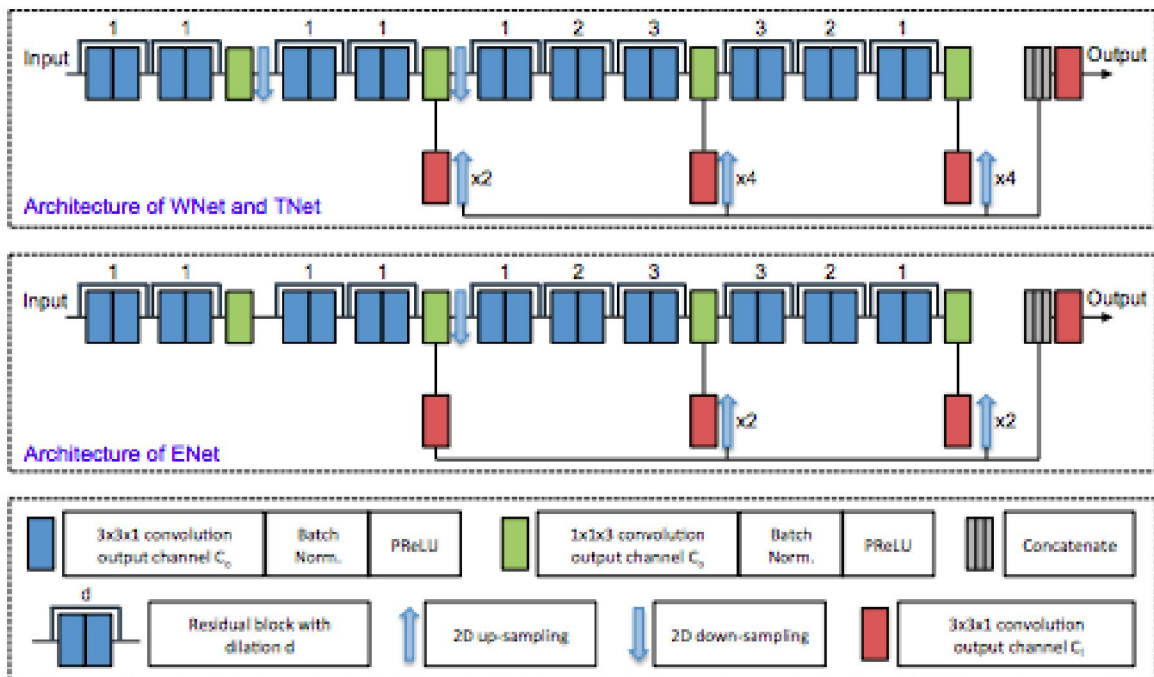 1 1 1 1 1 2 3 3 2 1
Input
Output
x2 x4 x4
Architecture of WNet and TNet
1 1 1 1 1 2 3 3 2 1
Input
Output
x2 x2
Architecture of ENet
3x3x1 convolution
output channel Cₒ
Batch
Norm.
PReLU
1x1x3 convolution
output channel Cₒ
Batch
Norm.
PReLU
Concatenate
d
Residual block with
dilation d
2D up-sampling
2D down-sampling
3x3x1 convolution
output channel Cₗ